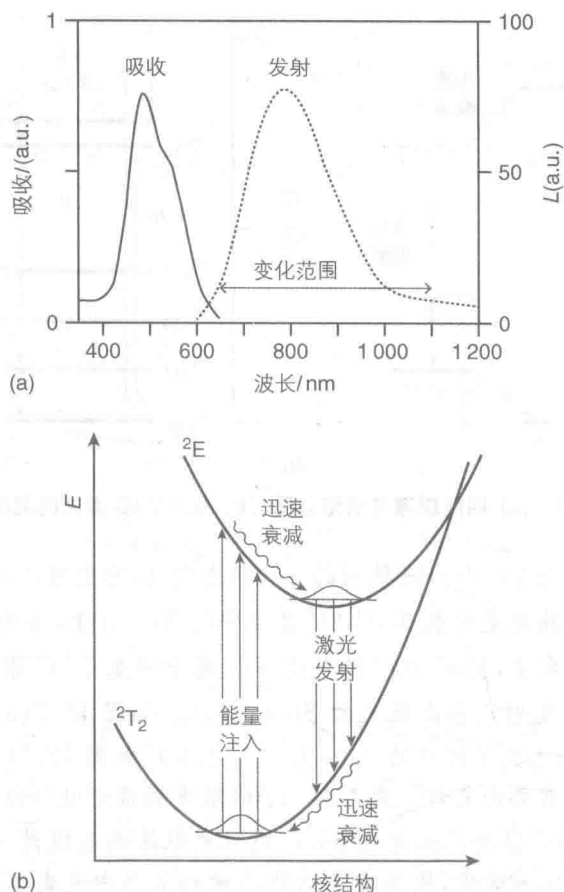 吸收
发射
变化范围
吸收/(a.u.)
1
0
L(a.u.)
100
50
0
400
600
800
1 000
1200
波长/nm
(a)
E
²E
迅速
衰减
激光
发射
²T₂
能量
注入
迅速
衰减
(b)
核结构